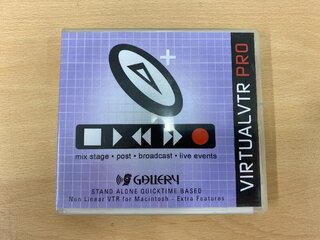 mix stage • post • broadcast • live events
GALLERY
STAND ALONE QUICKTIME BASED
Non Linear VTR for Macintosh - Extra Features
VIRTUALVTR PRO